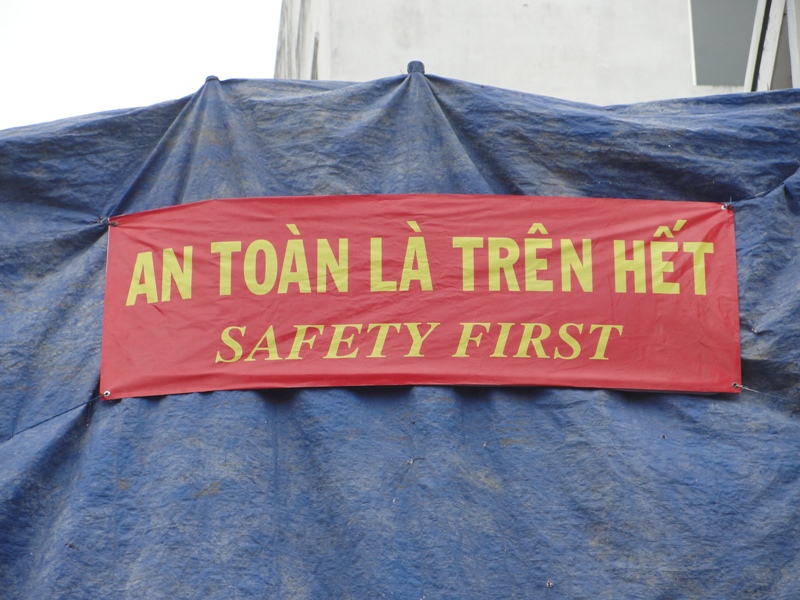 AN TOÀN LÀ TRÊN HẾT
SAFETY FIRST